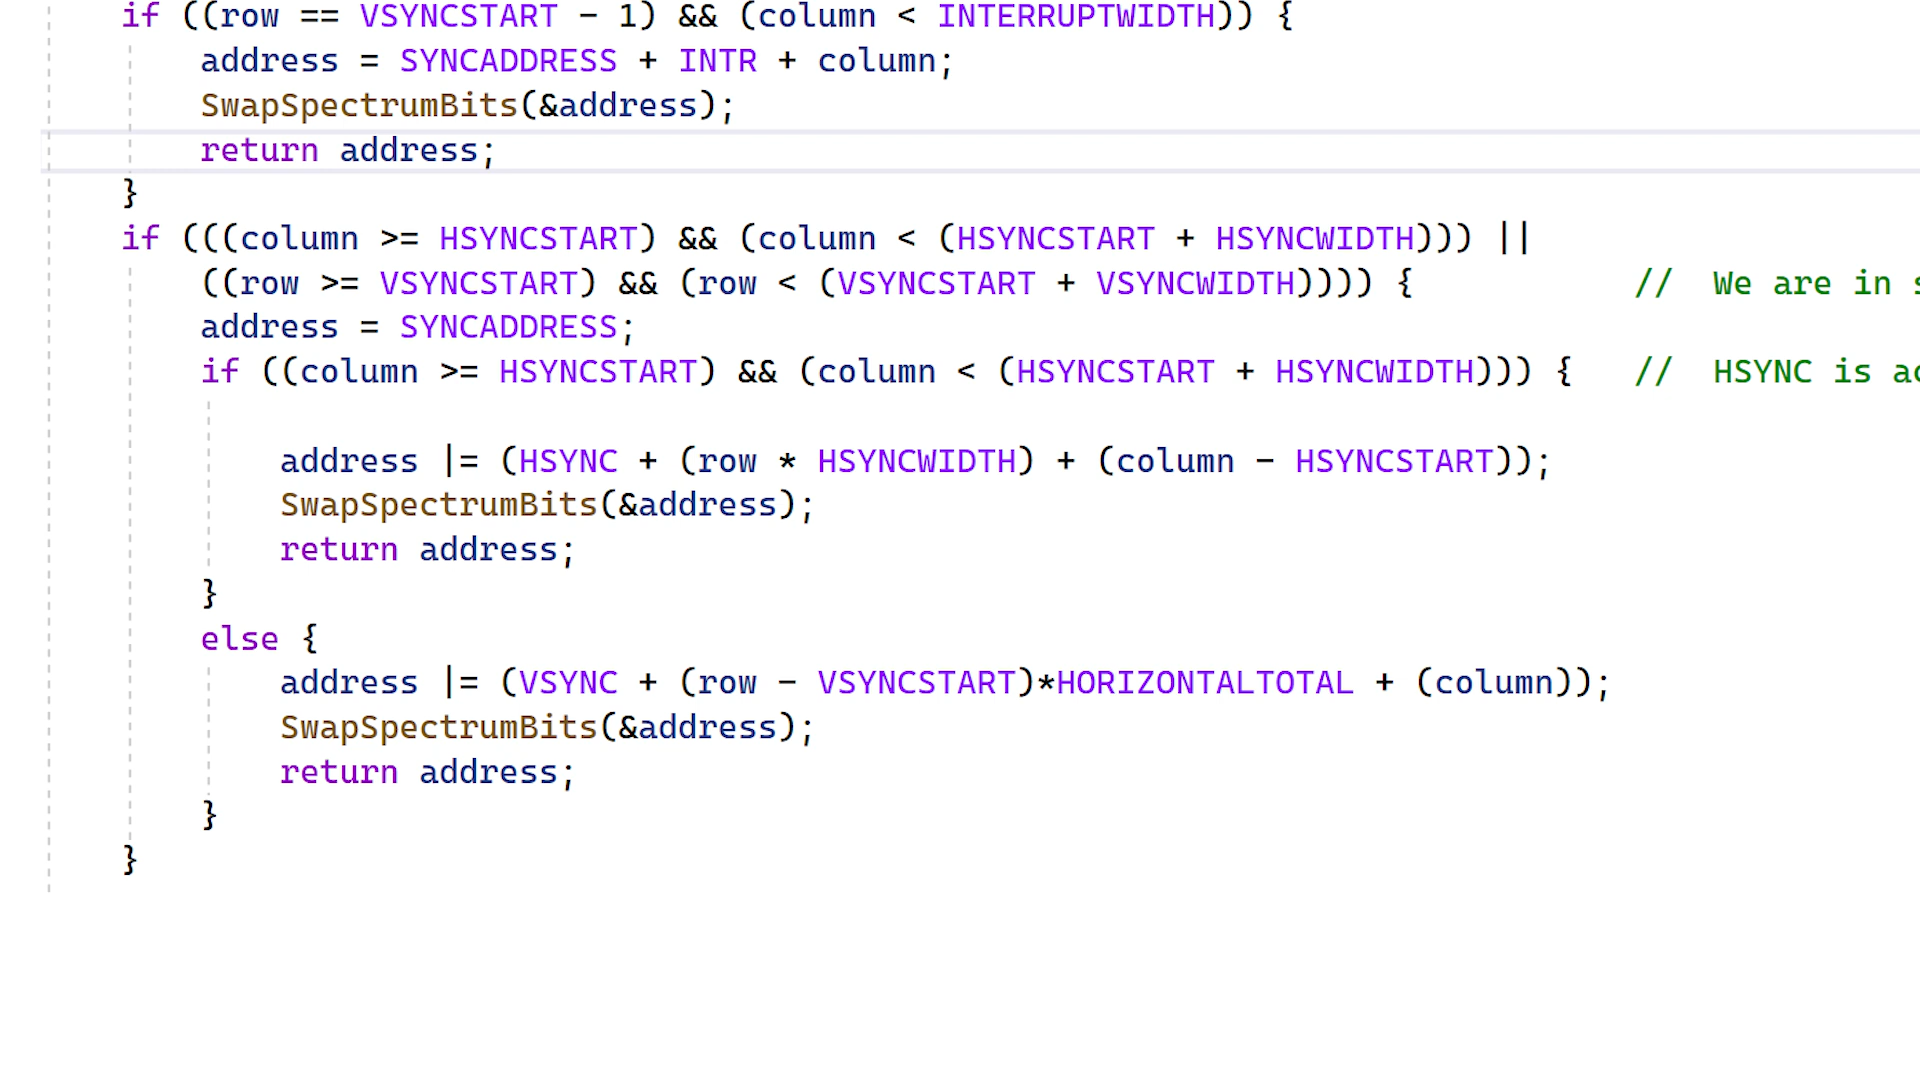 if ((row == VSYNCSTART - 1) && (column < INTERRUPTWIDTH)) {
address = SYNCADDRESS + INTR + column;
SwapSpectrumBits(&address);
return address;
}
if (((column >= HSYNCSTART) && (column < (HSYNCSTART + HSYNCWIDTH))) ||
((row >= VSYNCSTART) && (row < (VSYNCSTART + VSYNCWIDTH)))) { // We are in
address = SYNCADDRESS;
if ((column >= HSYNCSTART) && (column < (HSYNCSTART + HSYNCWIDTH))) { // HSYNC is
address |= (HSYNC + (row * HSYNCWIDTH) + (column - HSYNCSTART));
SwapSpectrumBits(&address);
return address;
}
else {
address |= (VSYNC + (row - VSYNCSTART)*HORIZONTALTOTAL + (column));
SwapSpectrumBits(&address);
return address;
}
}